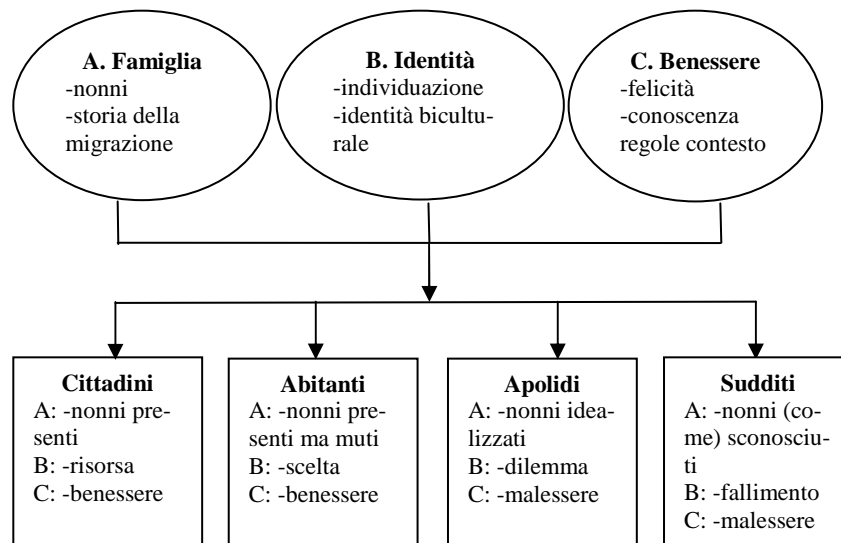 A. Famiglia
-nonni
-storia della
migrazione
B. Identità
-individuazione
-identità bicultu-
rale
C. Benessere
-felicità
-conoscenza
regole contesto
Cittadini
A: -nonni pre-
senti
B: -risorsa
C: -benessere
Abitanti
A: -nonni pre-
senti ma muti
B: -scelta
C: -benessere
Apolidi
A: -nonni idea-
lizzati
B: -dilemma
C: -malessere
Sudditi
A: -nonni (co-
me) sconosciu-
ti
B: -fallimento
C: -malessere